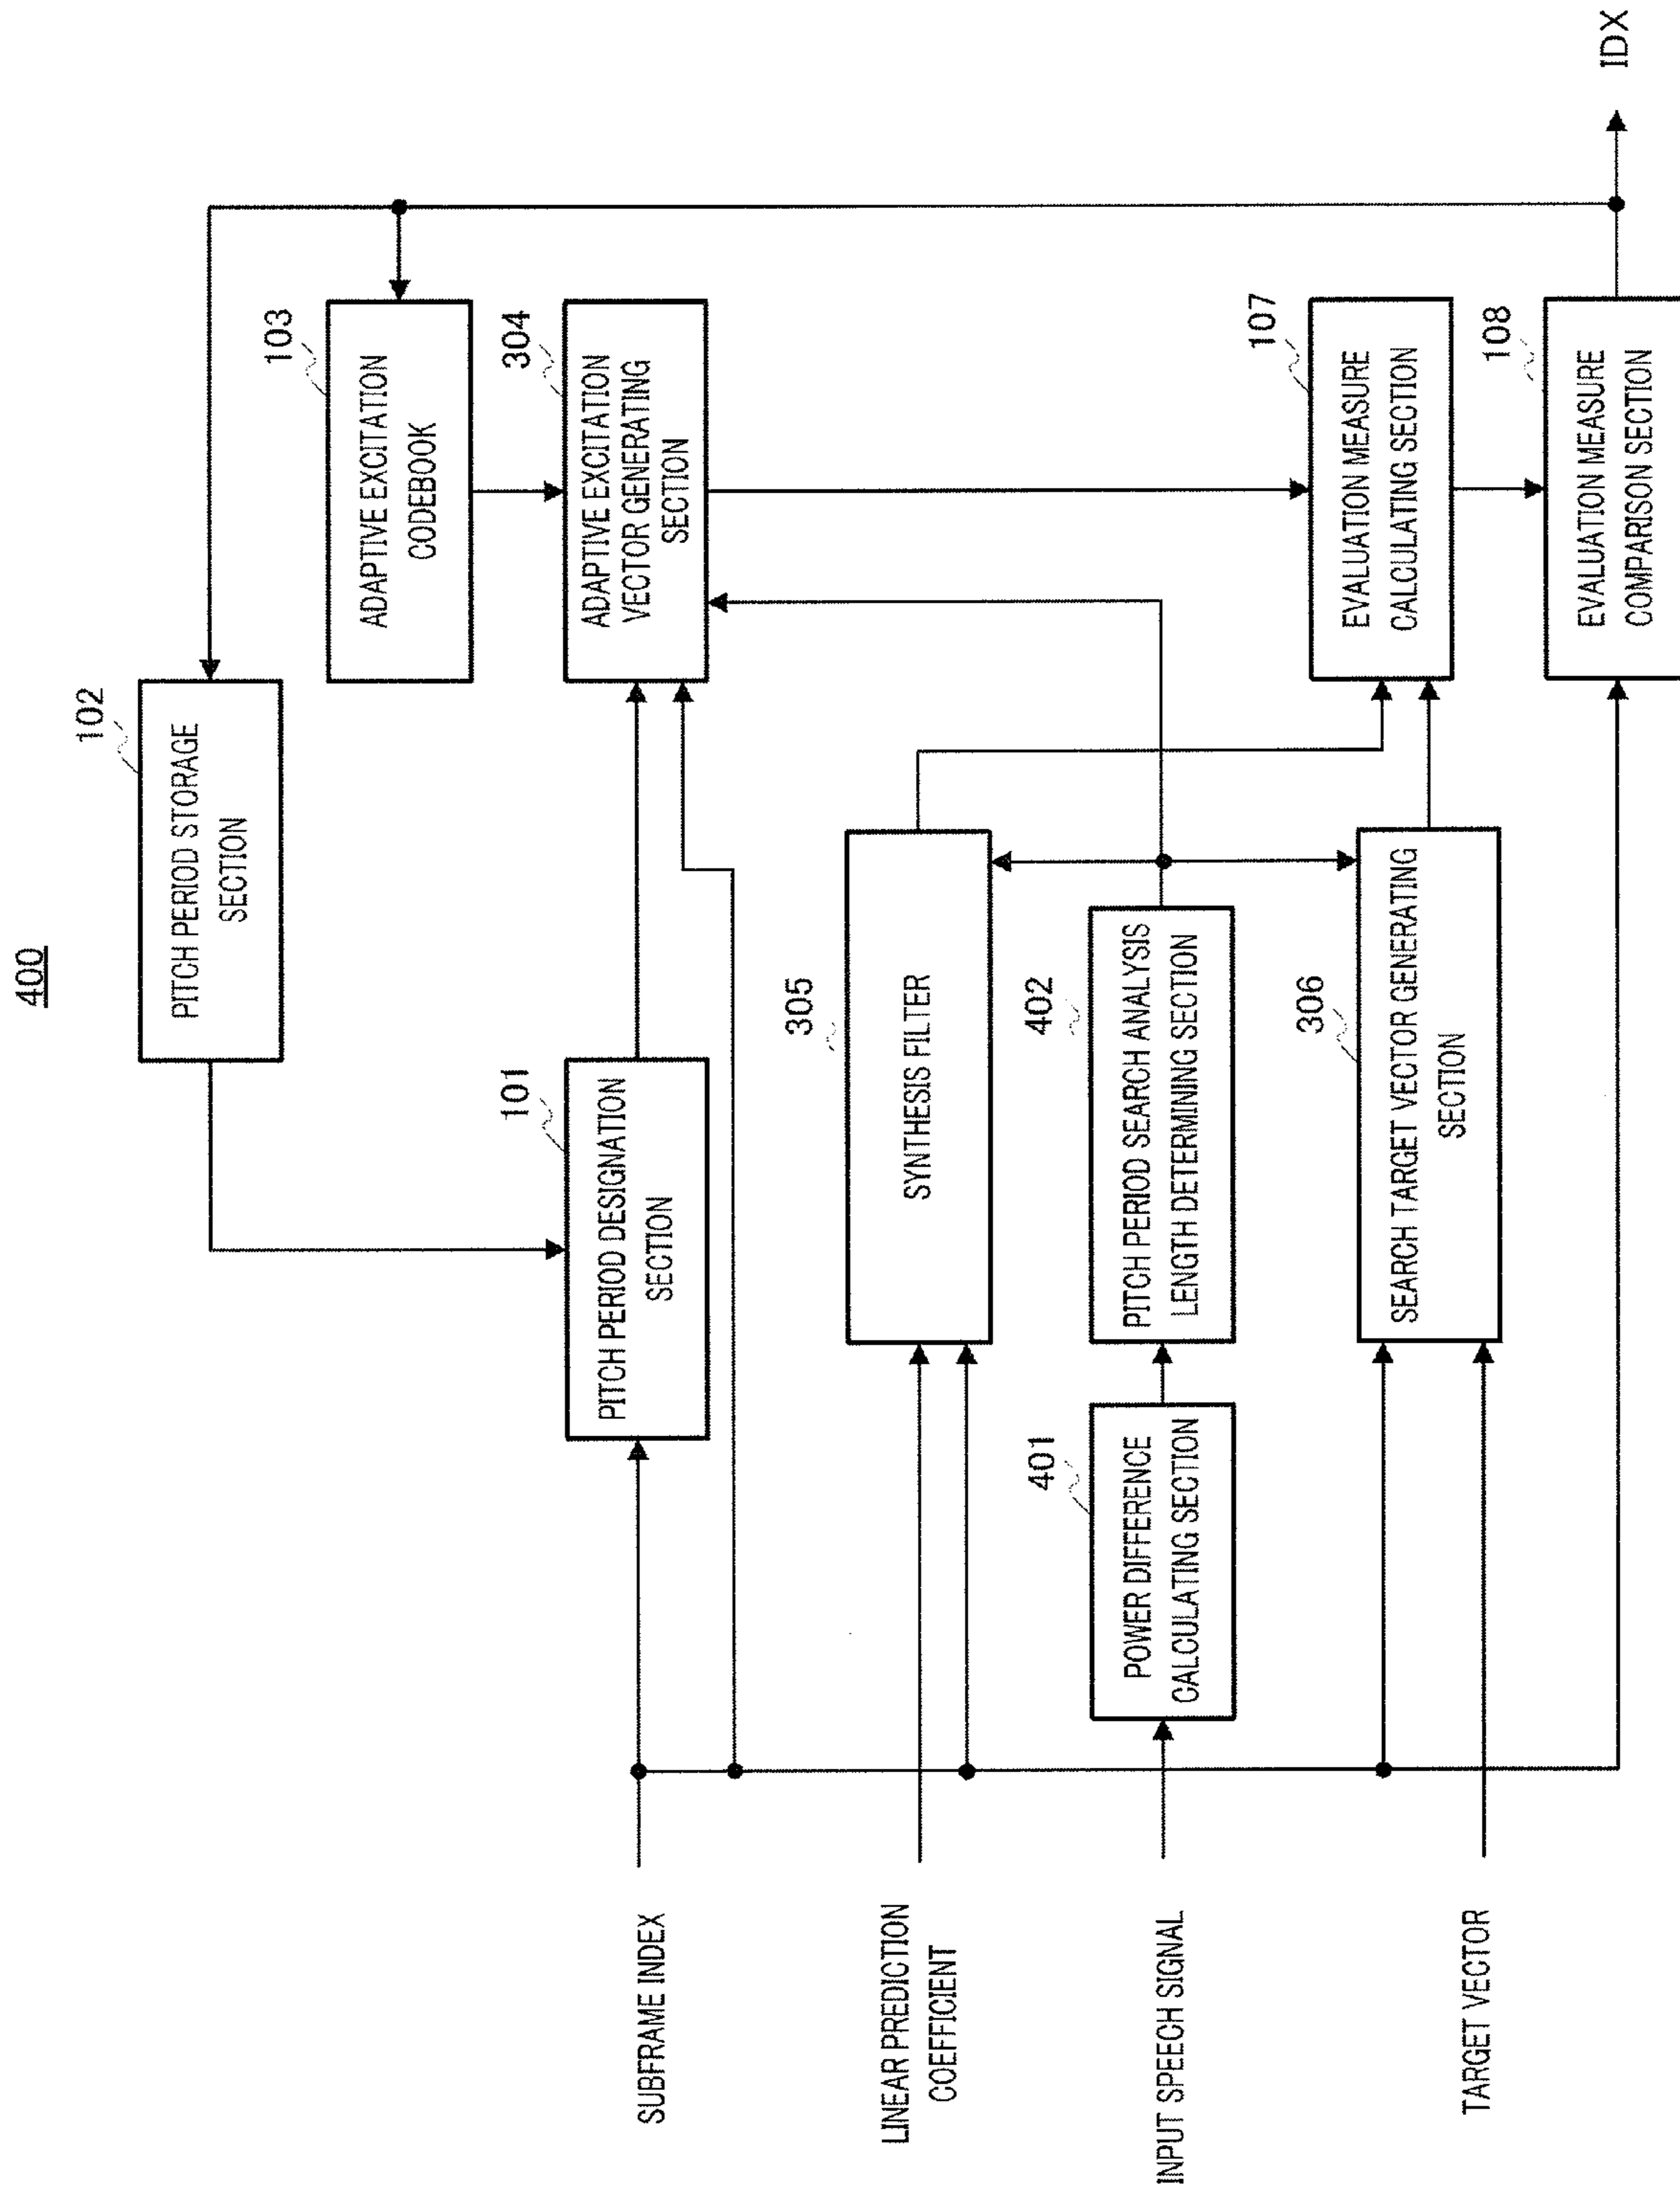 400
102
PITCH PERIOD STORAGE
SECTION
103
ADAPTIVE EXCITATION
CODEBOOK
101
PITCH PERIOD DESIGNATION
SECTION
304
ADAPTIVE EXCITATION
VECTOR GENERATING
SECTION
SUBFRAME INDEX
305
SYNTHESIS FILTER
LINEAR PREDICTION
COEFFICIENT
401
POWER DIFFERENCE
CALCULATING SECTION
402
PITCH PERIOD SEARCH ANALYSIS
LENGTH DETERMINING SECTION
INPUT SPEECH SIGNAL
306
SEARCH TARGET VECTOR GENERATING
SECTION
107
EVALUATION MEASURE
CALCULATING SECTION
TARGET VECTOR
108
EVALUATION MEASURE
COMPARISON SECTION
IDX